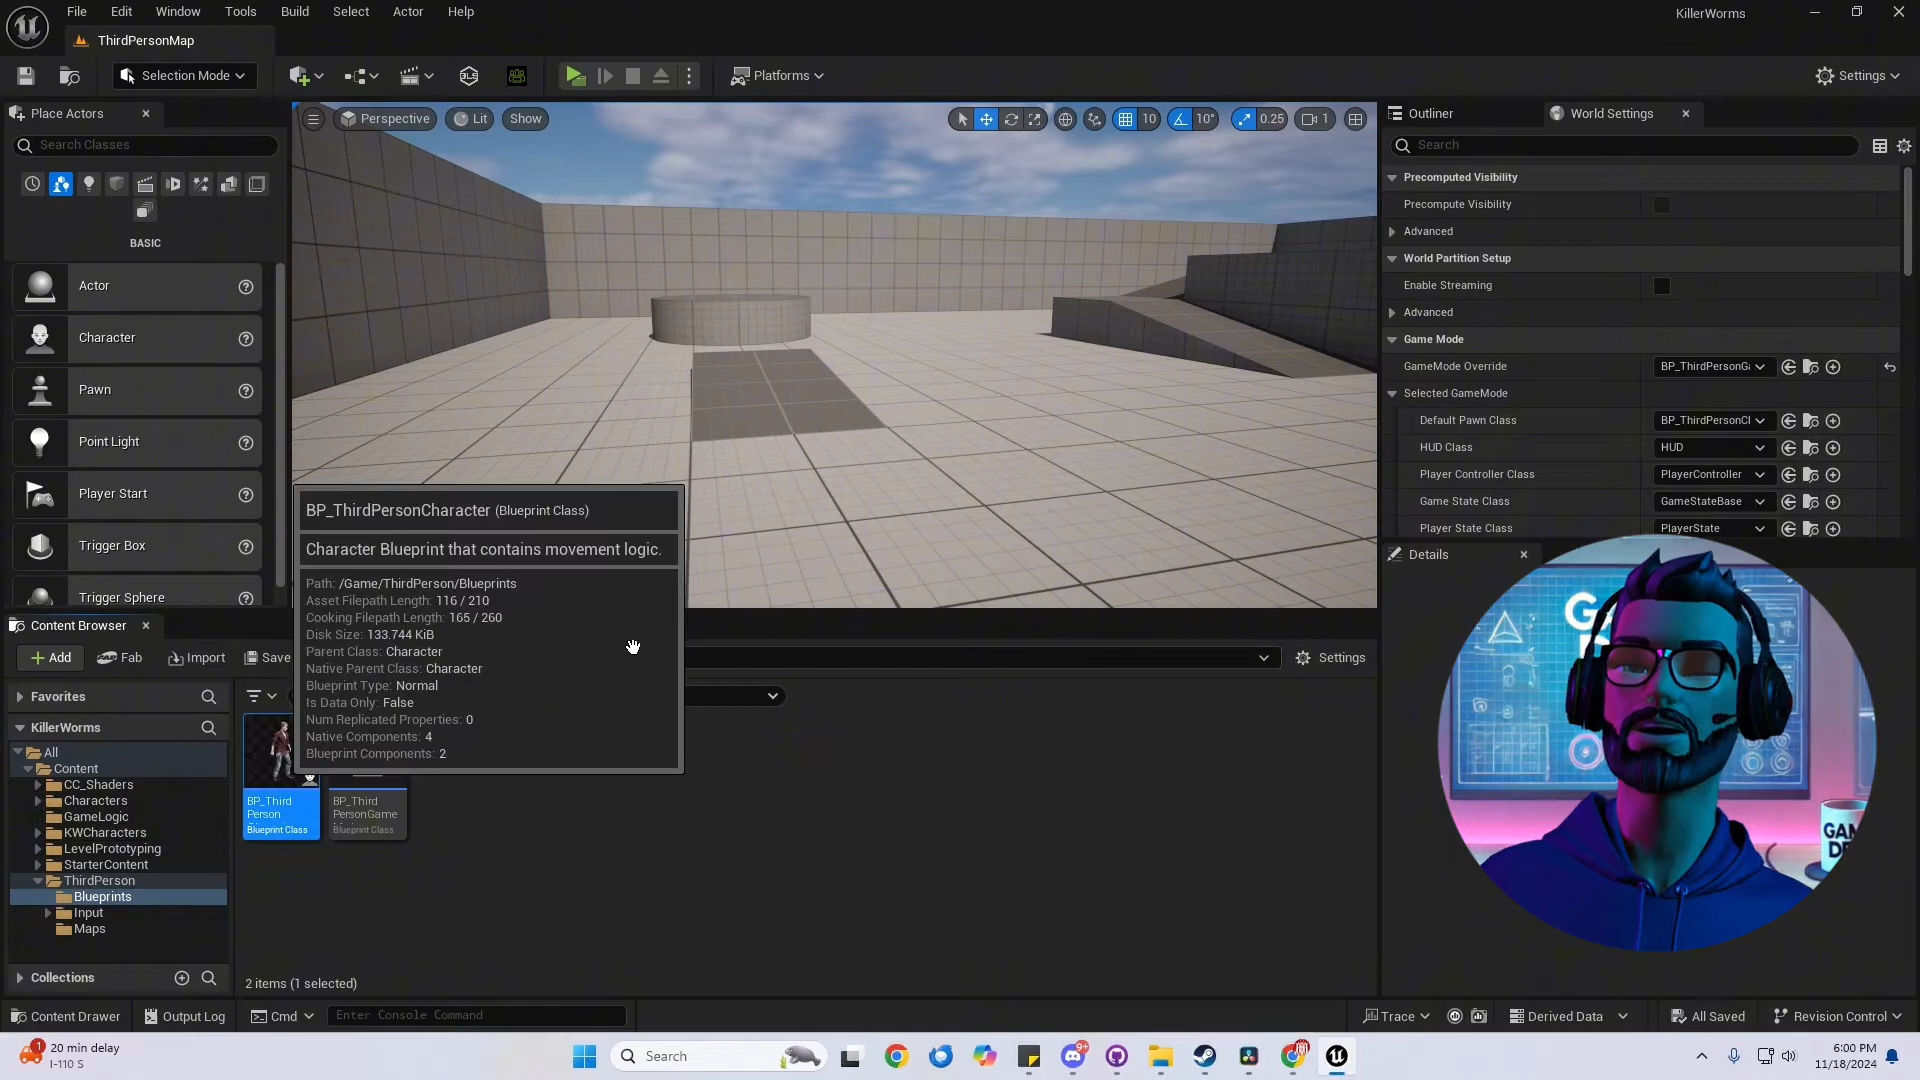 File Edit Window Tools Build Select Actor Help
KillerWorms
ThirdPersonMap
Selection Mode
Platforms
Settings
Place Actors
Search Classes
BASIC
Actor
Character
Pawn
Point Light
Player Start
Trigger Box
Trigger Sphere
Perspective
Lit
Show
10
10°
0.25
1
Outliner
World Settings
Search
Precomputed Visibility
Precompute Visibility
Advanced
World Partition Setup
Enable Streaming
Advanced
Game Mode
GameMode Override
BP_ThirdPersonGa
Selected GameMode
Default Pawn Class
BP_ThirdPersonCl
HUD Class
HUD
Player Controller Class
PlayerController
Game State Class
GameStateBase
Player State Class
PlayerState
Details
BP_ThirdPersonCharacter (Blueprint Class)
Character Blueprint that contains movement logic.
Path: /Game/ThirdPerson/Blueprints
Asset Filepath Length: 116 / 210
Cooking Filepath Length: 165 / 260
Disk Size: 133.744 KiB
Parent Class: Character
Native Parent Class: Character
Blueprint Type: Normal
Is Data Only: False
Num Replicated Properties: 0
Native Components: 4
Blueprint Components: 2
Content Browser
Add
Fab
Import
Save
Settings
Favorites
KillerWorms
All
Content
CC_Shaders
Characters
GameLogic
KWCharacters
LevelPrototyping
StarterContent
ThirdPerson
Blueprints
Input
Maps
Collections
BP_Third
Person
Blueprint Class
BP_Third
PersonGame
Blueprint Class
2 items (1 selected)
Content Drawer
Output Log
Cmd
Enter Console Command
Trace
Derived Data
All Saved
Revision Control
1
20 min delay
I-110 S
Search
9+
6:00 PM
11/18/2024